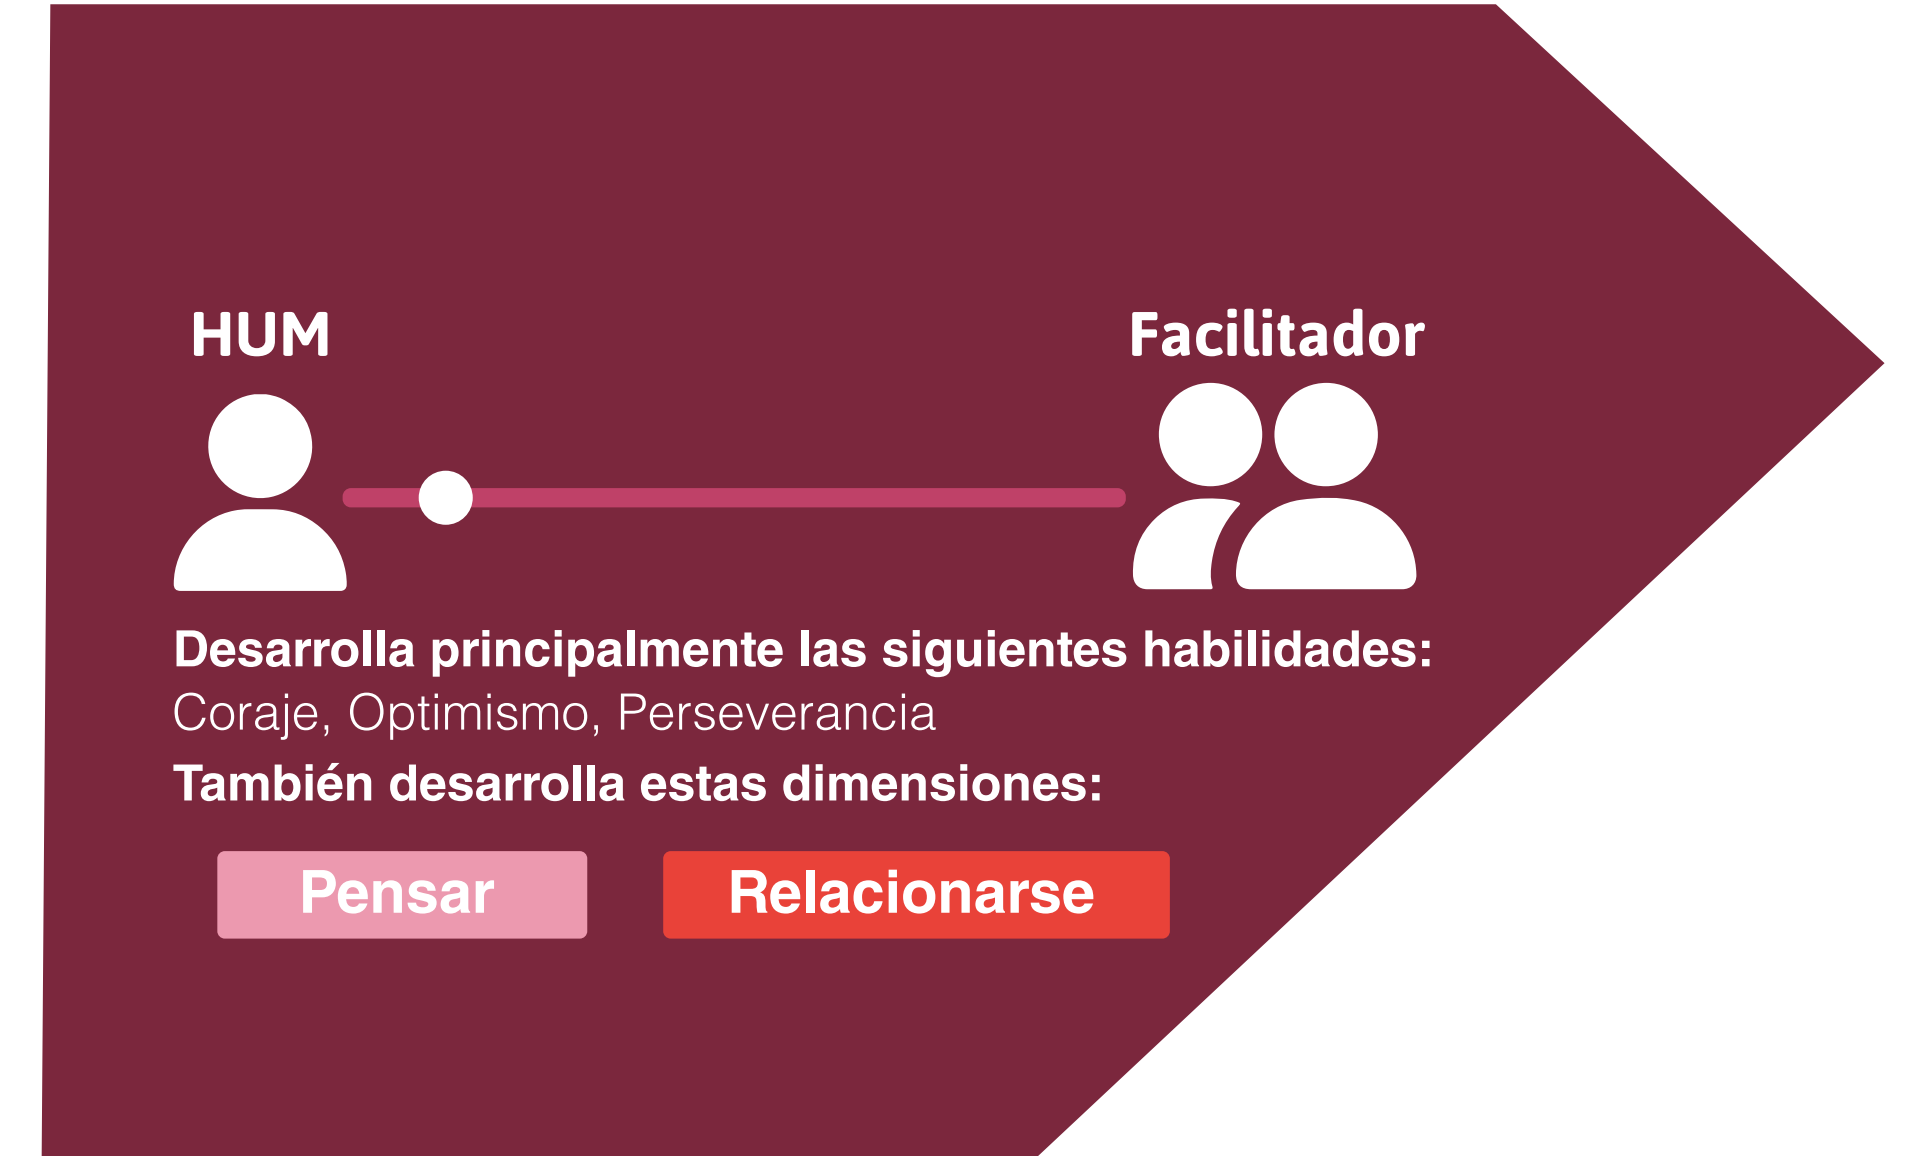 HUM
Facilitador
Desarrolla principalmente las siguientes habilidades:
Coraje, Optimismo, Perseverancia
También desarrolla estas dimensiones:
Pensar
Relacionarse